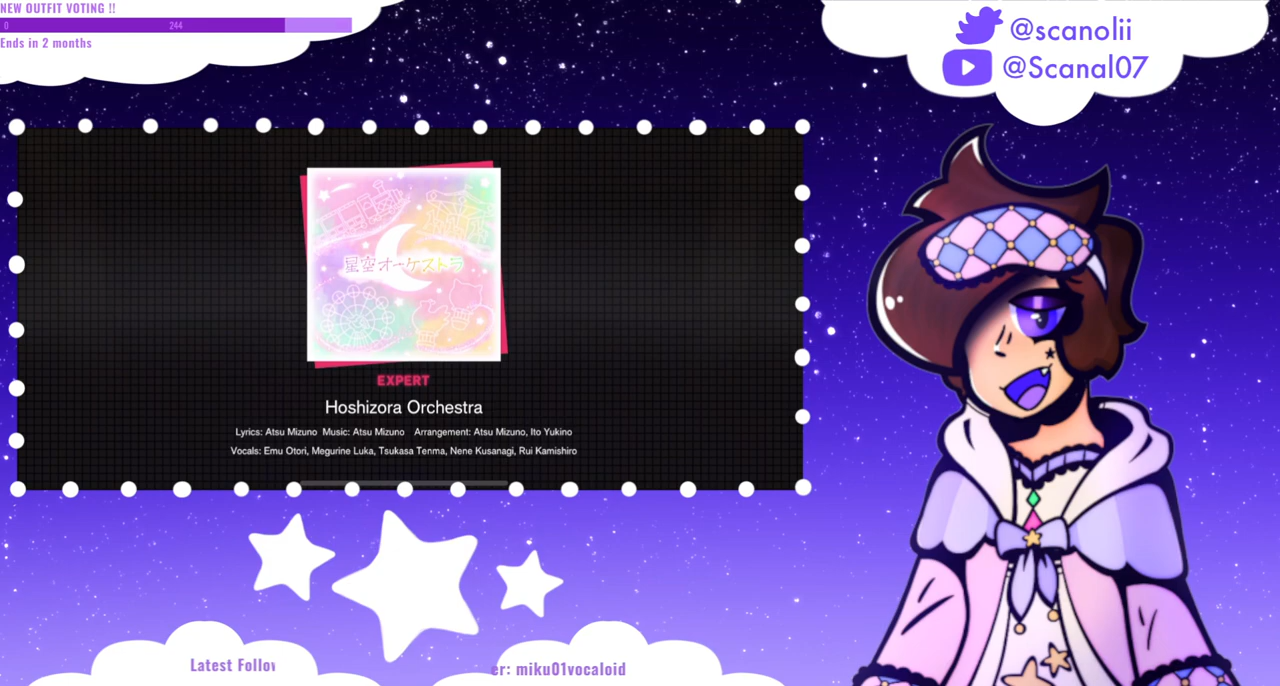 NEW OUTFIT VOTING !!
0 244
Ends in 2 months
@scanolii
@Scanal07
星空オーケストラ
EXPERT
Hoshizora Orchestra
Lyrics: Atsu Mizuno Music: Atsu Mizuno Arrangement: Atsu Mizuno, Ito Yukino
Vocals: Emu Otori, Megurine Luka, Tsukasa Tenma, Nene Kusanagi, Rui Kamishiro
Latest Follov
er: miku01vocaloid